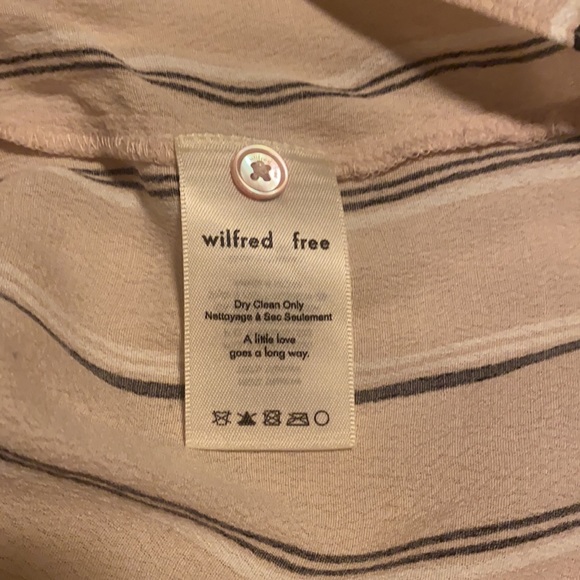 wilfred free
Dry Clean Only
Nettoyage à Sec Seulement
A little love
goes a long way.